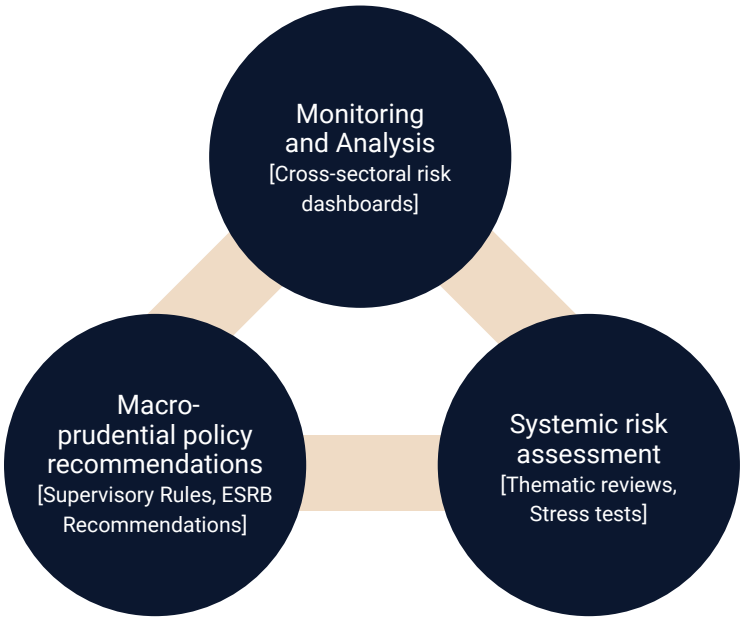 Monitoring
and Analysis
[Cross-sectoral risk
dashboards]
Macro-
prudential policy
recommendations
[Supervisory Rules, ESRB
Recommendations]
Systemic risk
assessment
[Thematic reviews,
Stress tests]